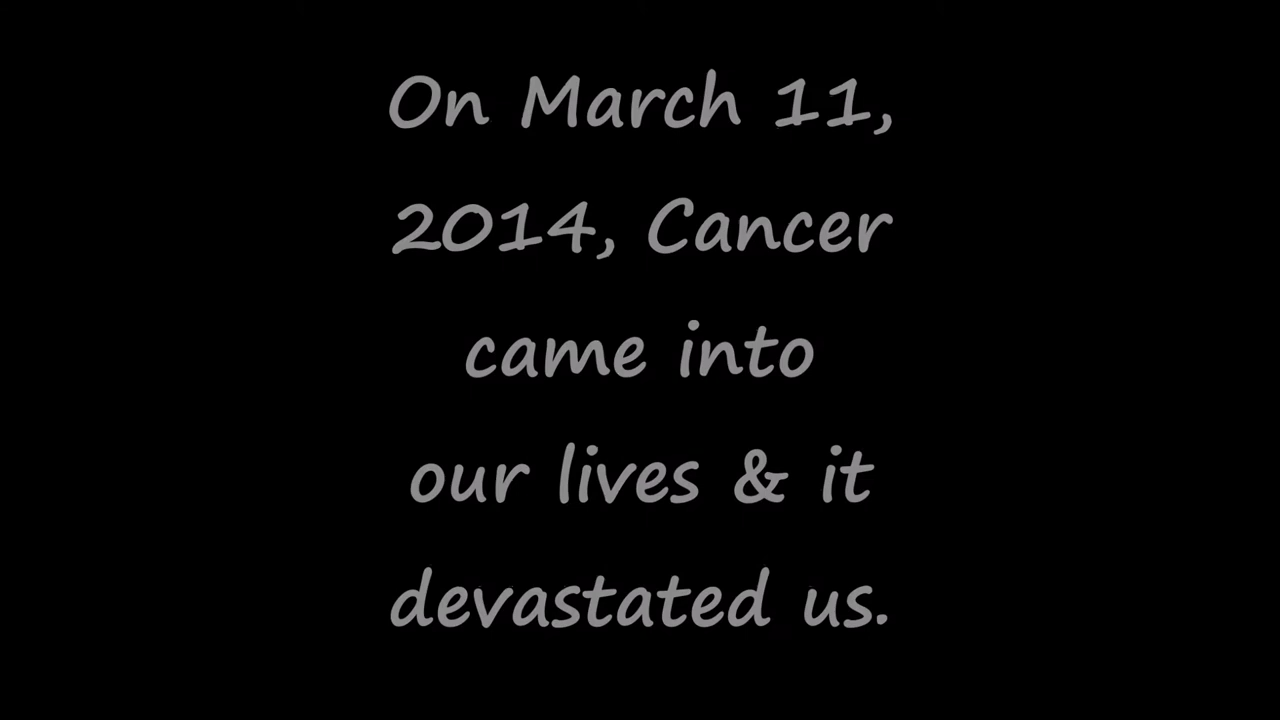 On March 11,
2014, Cancer
came into
our lives & it
devastated us.